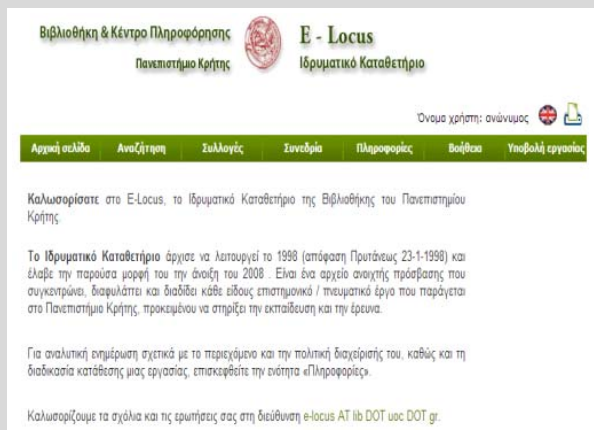 Βιβλιοθήκη & Κέντρο Πληροφόρησης
Πανεπιστήμιο Κρήτης
E - Locus
Ιδρυματικό Καταθετήριο
Όνομα χρήστη: ανώνυμος
Αρχική σελίδα Αναζήτηση Συλλογές Συνεδρία Πληροφορίες Βοήθεια Υποβολή εργασίας
Καλωσορίσατε στο E-Locus, το Ιδρυματικό Καταθετήριο της Βιβλιοθήκης του Πανεπιστημίου
Κρήτης.
Το Ιδρυματικό Καταθετήριο άρχισε να λειτουργεί το 1998 (απόφαση Πρυτάνεως 23-1-1998) και
έλαβε την παρούσα μορφή του την άνοιξη του 2008 . Είναι ένα αρχείο ανοιχτής πρόσβασης που
συγκεντρώνει, διαφυλάττει και διαδίδει κάθε είδους επιστημονικό / πνευματικό έργο που παράγεται
στο Πανεπιστήμιο Κρήτης, προκειμένου να στηρίξει την εκπαίδευση και την έρευνα.
Για αναλυτική ενημέρωση σχετικά με το περιεχόμενο και την πολιτική διαχείρισής του, καθώς και τη
διαδικασία κατάθεσης μιας εργασίας, επισκεφθείτε την ενότητα «Πληροφορίες».
Καλωσορίζουμε τα σχόλια και τις ερωτήσεις σας στη διεύθυνση e-locus AT lib DOT uoc DOT gr.